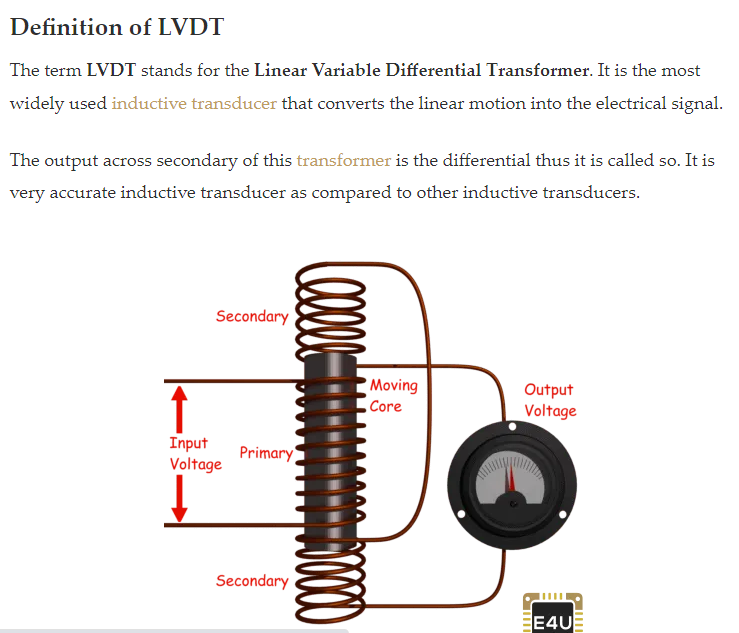 Definition of LVDT
The term LVDT stands for the Linear Variable Differential Transformer. It is the most
widely used inductive transducer that converts the linear motion into the electrical signal.
The output across secondary of this transformer is the differential thus it is called so. It is
very accurate inductive transducer as compared to other inductive transducers.
Secondary
Moving
Core
Output
Voltage
Input
Voltage
Primary
Secondary
E4U